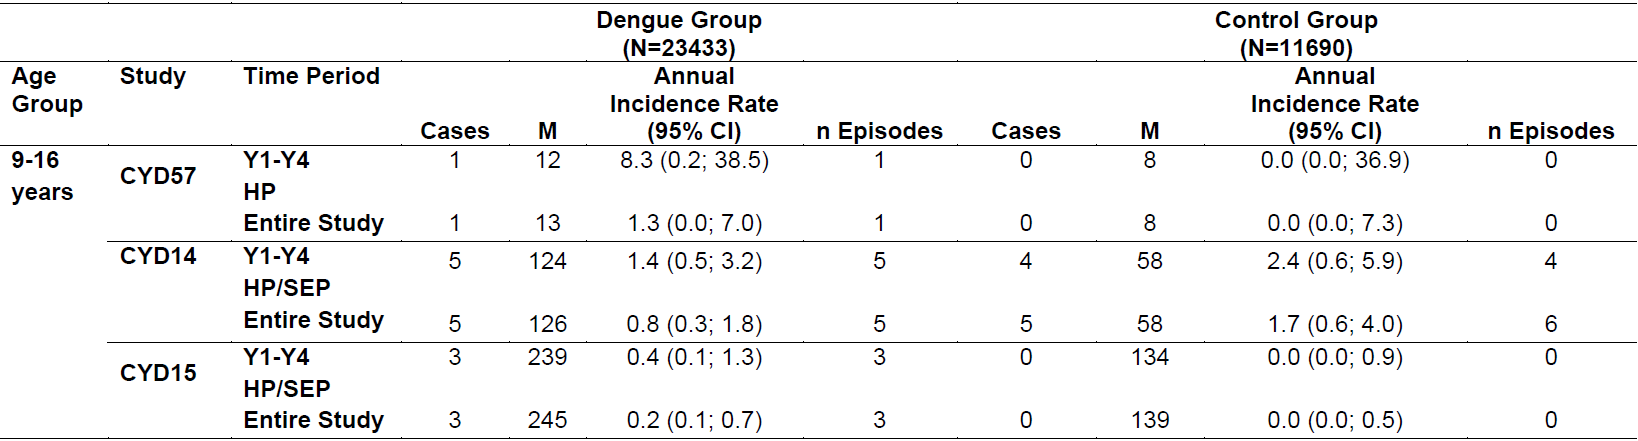 Dengue Group Control Group
(N=23433) (N=11690)
Age Study Time Period Annual Annual
Group Incidence Rate Incidence Rate
Cases M (95% CI) n Episodes Cases M (95% CI) n Episodes
9-16 CYD57 Y1-Y4 1 12 8.3 (0.2; 38.5) 1 0 8 0.0 (0.0; 36.9) 0
years HP
Entire Study 1 13 1.3 (0.0; 7.0) 1 0 8 0.0 (0.0; 7.3) 0
CYD14 Y1-Y4 5 124 1.4 (0.5; 3.2) 5 4 58 2.4 (0.6; 5.9) 4
HP/SEP
Entire Study 5 126 0.8 (0.3; 1.8) 5 5 58 1.7 (0.6; 4.0) 6
CYD15 Y1-Y4 3 239 0.4 (0.1; 1.3) 3 0 134 0.0 (0.0; 0.9) 0
HP/SEP
Entire Study 3 245 0.2 (0.1; 0.7) 3 0 139 0.0 (0.0; 0.5) 0